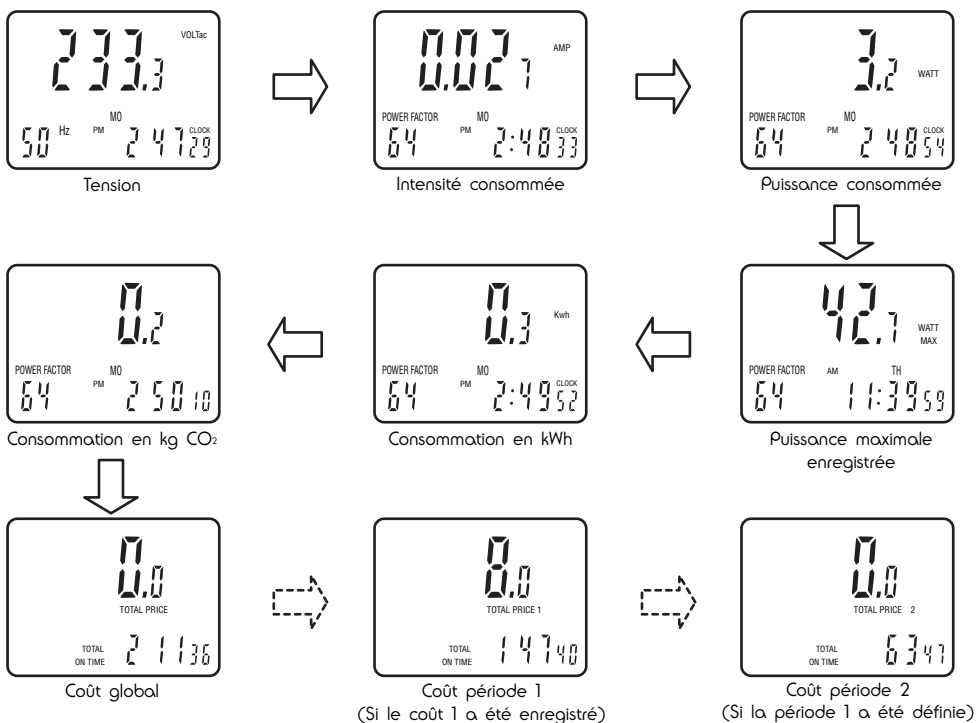 233.3 VOLTac
MO
50 Hz PM 2 47 29 CLOCK
Tension
0.027 AMP
POWER FACTOR MO
64 PM 2:48 33 CLOCK
Intensité consommée
3.2 WATT
POWER FACTOR MO
64 PM 2 48 54 CLOCK
Puissance consommée
42.7 WATT MAX
POWER FACTOR AM TH
64 11:39 59
Puissance maximale
enregistrée
0.3 Kwh
POWER FACTOR MO
64 PM 2:49 52 CLOCK
Consommation en kWh
0.2
POWER FACTOR MO
64 PM 2 50 10
Consommation en kg CO2
0.0
TOTAL PRICE
TOTAL ON TIME 2 11 36
Coût global
8.0
TOTAL PRICE 1
TOTAL ON TIME 147 40
Coût période 1
(Si le coût 1 a été enregistré)
0.0
TOTAL PRICE 2
TOTAL ON TIME 63 47
Coût période 2
(Si la période 1 a été définie)